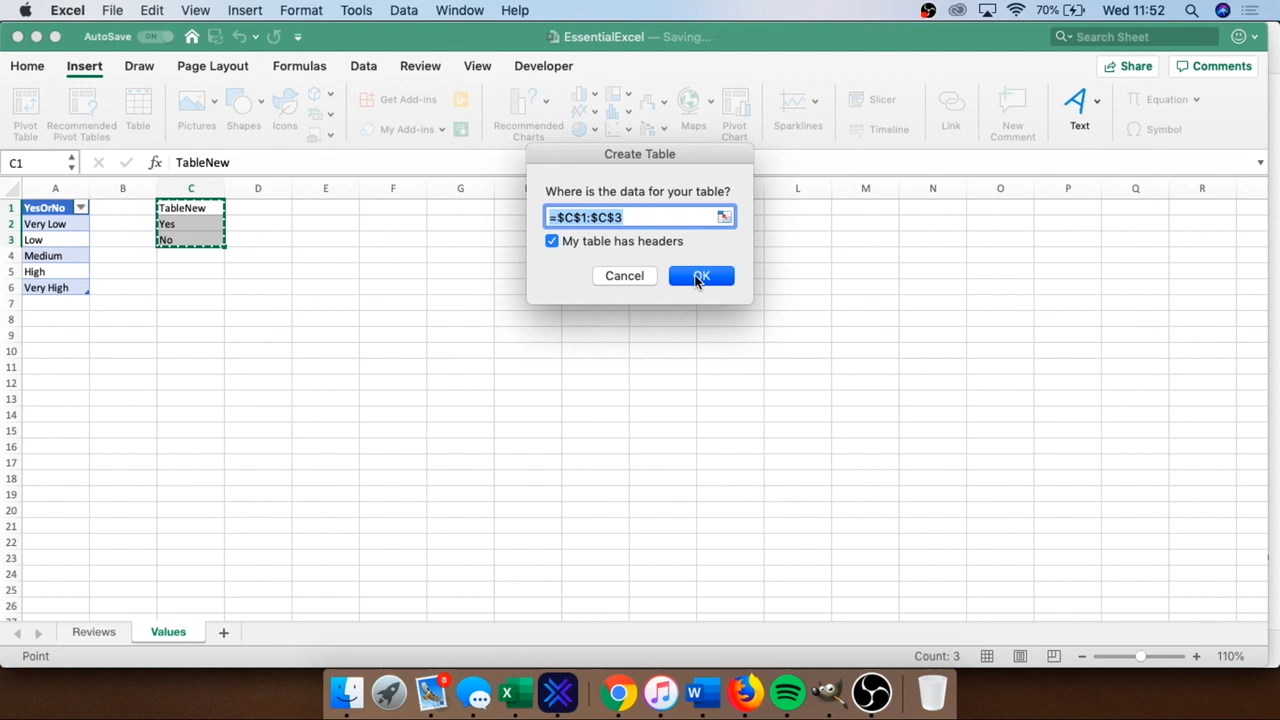 Excel File Edit View Insert Format Tools Data Window Help 70% Wed 11:52
AutoSave ON EssentialExcel — Saving... Search Sheet
Home Insert Draw Page Layout Formulas Data Review View Developer Share Comments
Pivot Table
Recommended Pivot Tables
Table
Pictures
Shapes
Icons
Get Add-ins
My Add-ins
Recommended Charts
Maps
Pivot Chart
Sparklines
Slicer
Timeline
Link
New Comment
Text
Equation
Symbol
C1 fx TableNew
Create Table
Where is the data for your table?
=$C$1:$C$3
My table has headers
Cancel OK
A B C D E F G H L M N O P Q R
1 YesOrNo TableNew
2 Very Low Yes
3 Low No
4 Medium
5 High
6 Very High
7
8
9
10
11
12
13
14
15
16
17
18
19
20
21
22
23
24
25
26
Reviews Values +
Point Count: 3 110%
8